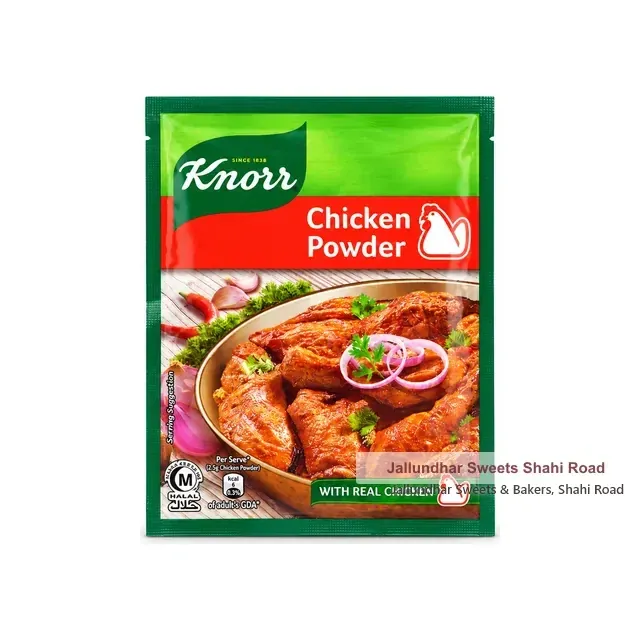 SINCE 1838
Knorr
Chicken
Powder
Serving Suggestion
Per Serve*
(2.5g Chicken Powder)
M
HALAL
حلال
kcal
6
0.3%
of adult's GDA*
WITH REAL CHICKEN
Jallundhar Sweets Shahi Road
Jallundhar Sweets & Bakers, Shahi Road